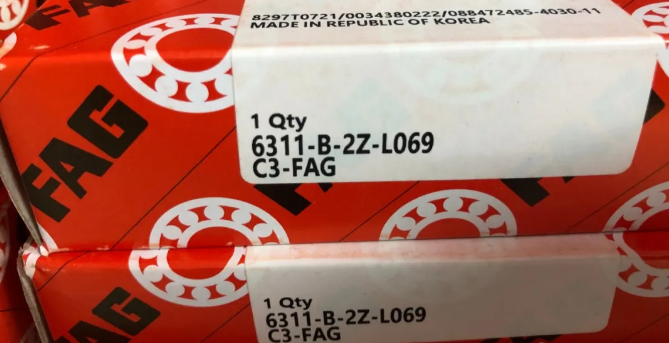 8297T0721/0034380222/088472485-4030-11
MADE IN REPUBLIC OF KOREA
1 Qty
6311-B-2Z-L069
C3-FAG
FAG
1 Qty
6311-B-2Z-L069
C3-FAG
FAG